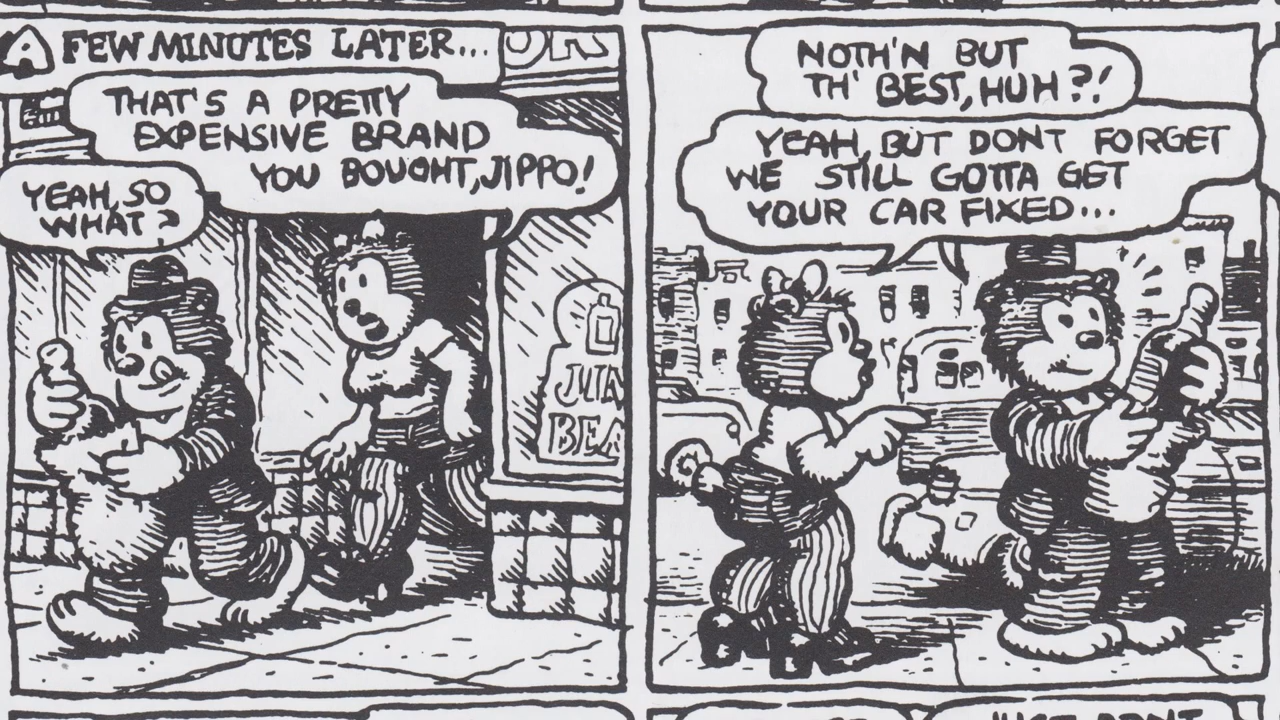 A FEW MINUTES LATER...
THAT'S A PRETTY
EXPENSIVE BRAND
YOU BOUGHT, JIPPO!
YEAH, SO
WHAT?
BEA
NOTH'N BUT
TH' BEST, HUH?!
YEAH, BUT DONT FORGET
WE STILL GOTTA GET
YOUR CAR FIXED...